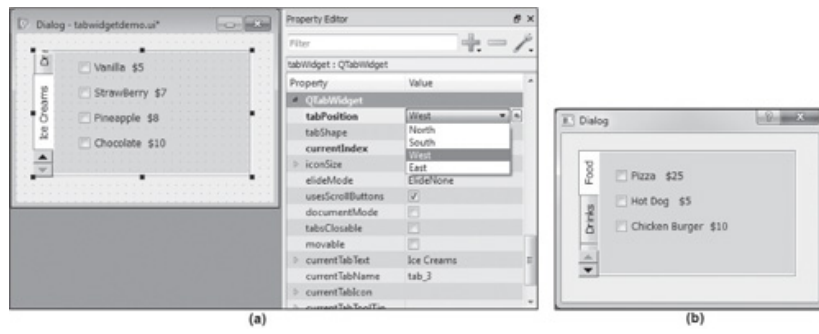 Dialog - tabwidgetdemo.ui*
Vanilla $5
StrawBerry $7
Pineapple $8
Chocolate $10
Ice Creams
Property Editor
Filter
tabWidget : QTabWidget
Property Value
QTabWidget
tabPosition West
tabShape North
South
currentIndex West
iconSize East
elideMode ElideNone
usesScrollButtons
documentMode
tabsClosable
movable
currentTabText Ice Creams
currentTabName tab_3
currentTabIcon
currentTabToolTip
(a)
Dialog
Food
Drinks
Pizza $25
Hot Dog $5
Chicken Burger $10
(b)